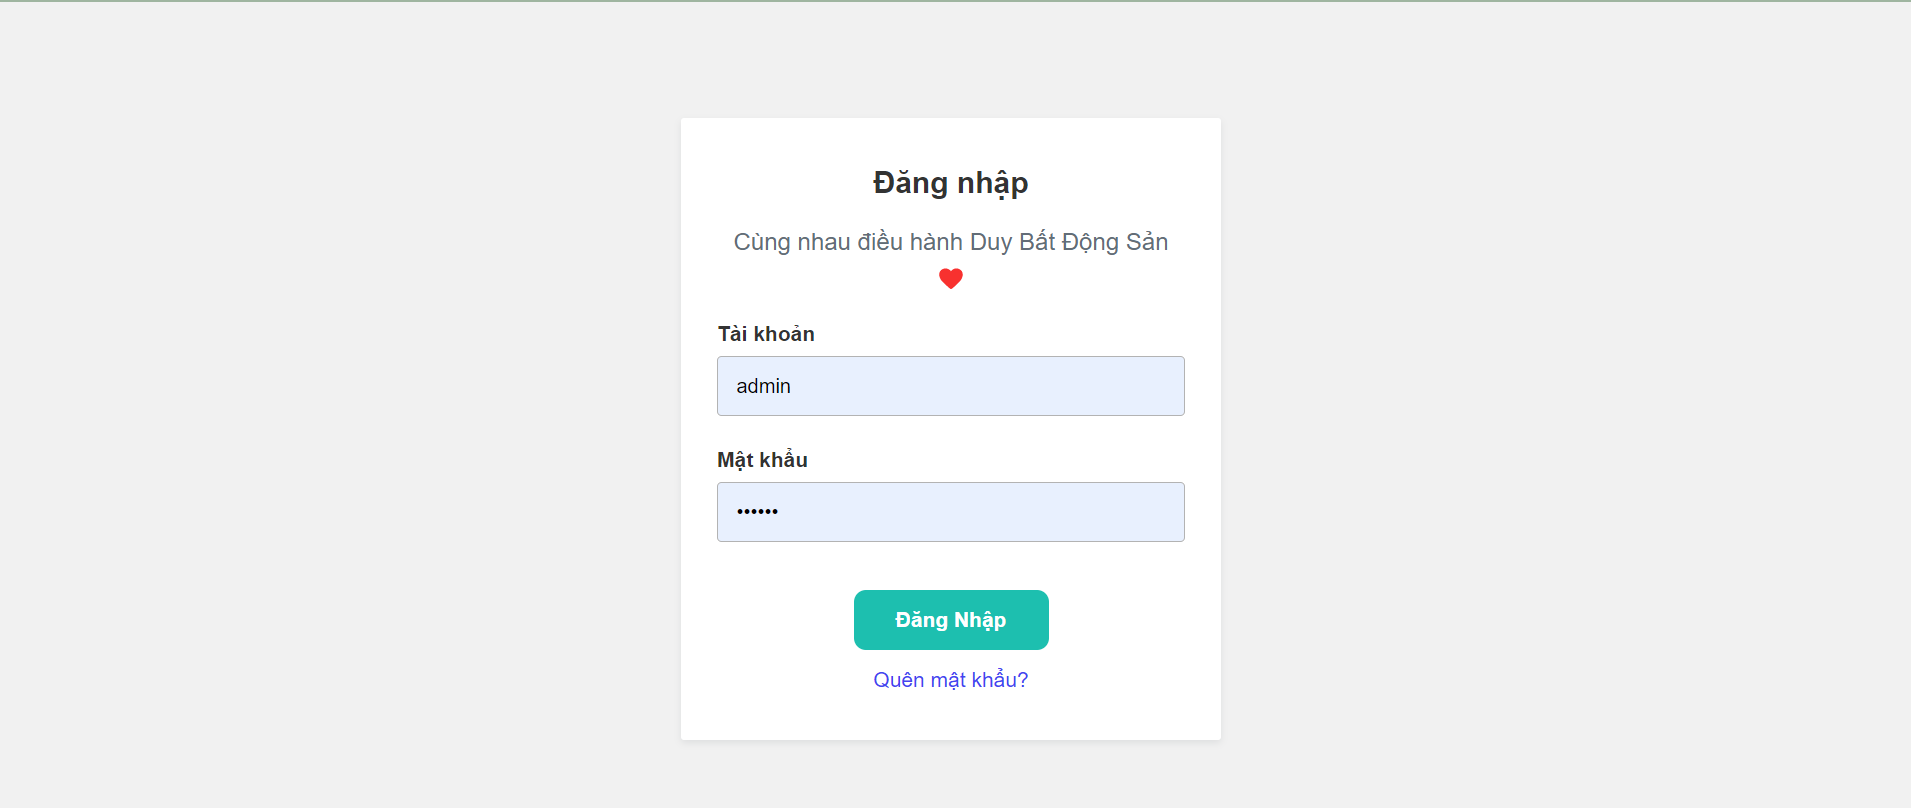 Đăng nhập
Cùng nhau điều hành Duy Bất Động Sản
Tài khoản
admin
Mật khẩu
••••••
Đăng Nhập
Quên mật khẩu?